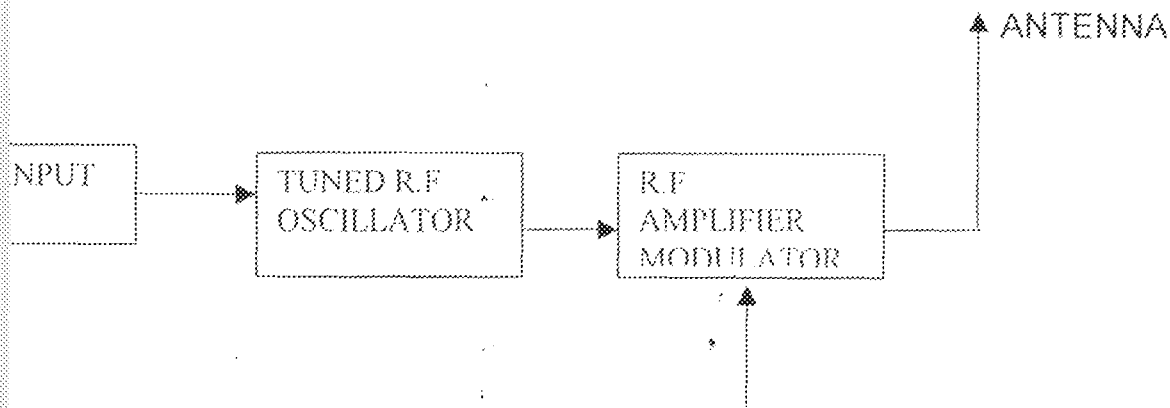 ANTENNA
NPUT
TUNED R.F
OSCILLATOR
R.F
AMPLIFIER
MODULATOR